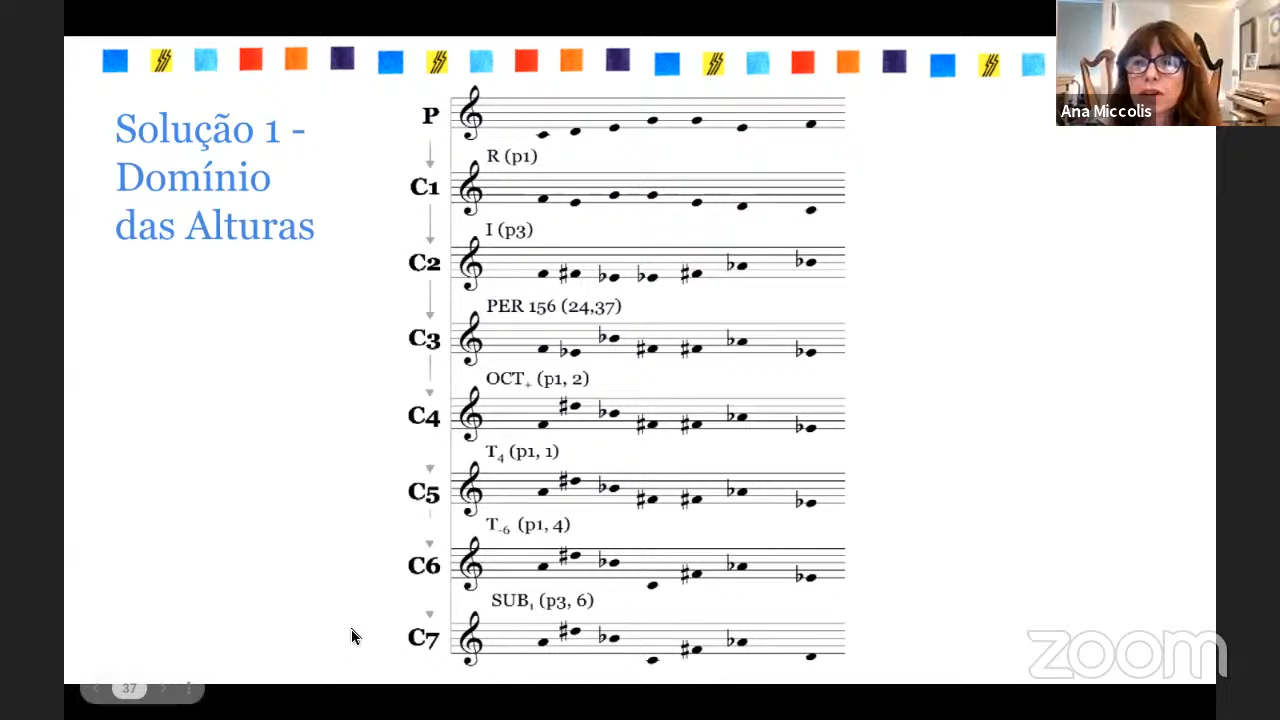 Solução 1 -
Domínio
das Alturas
P
R (p1)
C1
I (p3)
C2
PER 156 (24,37)
C3
OCT+ (p1, 2)
C4
T4 (p1, 1)
C5
T-6 (p1, 4)
C6
SUB1 (p3, 6)
C7
Ana Miccolis
37
zoom